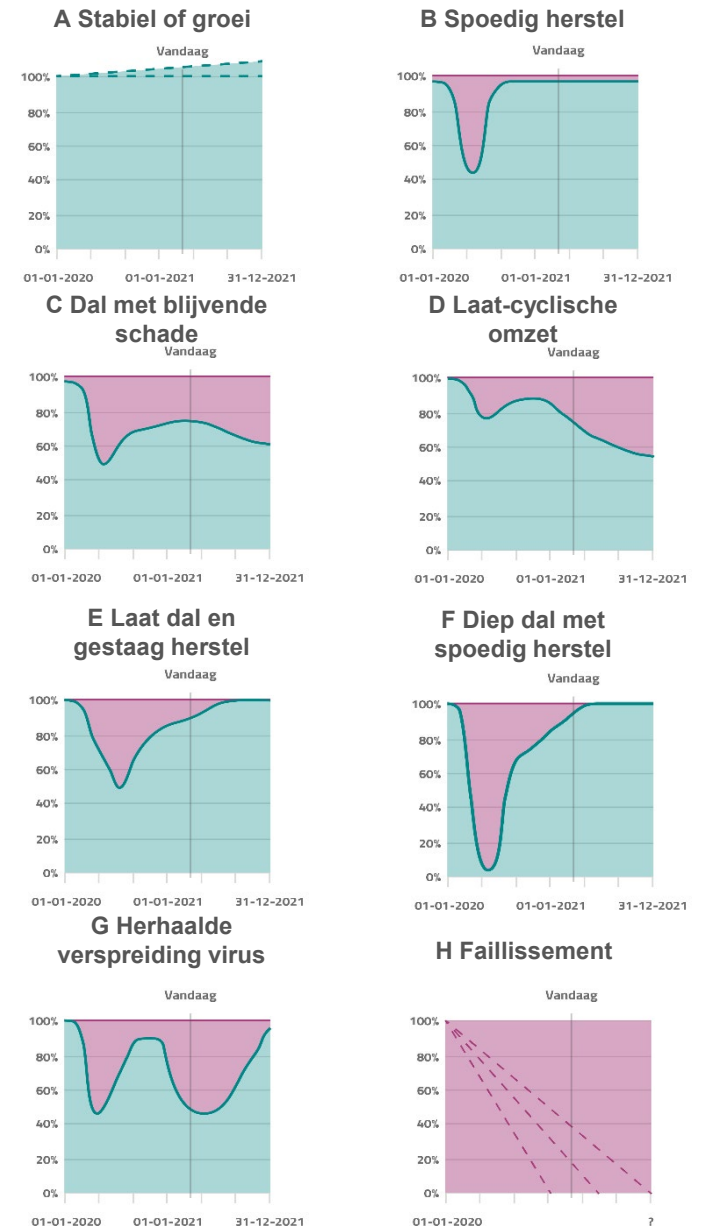 A Stabiel of groei
Vandaag
100%
80%
60%
40%
20%
0%
01-01-2020 01-01-2021 31-12-2021
B Spoedig herstel
Vandaag
100%
80%
60%
40%
20%
0%
01-01-2020 01-01-2021 31-12-2021
C Dal met blijvende
schade
Vandaag
100%
80%
60%
40%
20%
0%
01-01-2020 01-01-2021 31-12-2021
D Laat-cyclische
omzet
Vandaag
100%
80%
60%
40%
20%
0%
01-01-2020 01-01-2021 31-12-2021
E Laat dal en
gestaag herstel
Vandaag
100%
80%
60%
40%
20%
0%
01-01-2020 01-01-2021 31-12-2021
F Diep dal met
spoedig herstel
Vandaag
100%
80%
60%
40%
20%
0%
01-01-2020 01-01-2021 31-12-2021
G Herhaalde
verspreiding virus
Vandaag
100%
80%
60%
40%
20%
0%
01-01-2020 01-01-2021 31-12-2021
H Faillissement
Vandaag
100%
80%
60%
40%
20%
0%
01-01-2020 ?